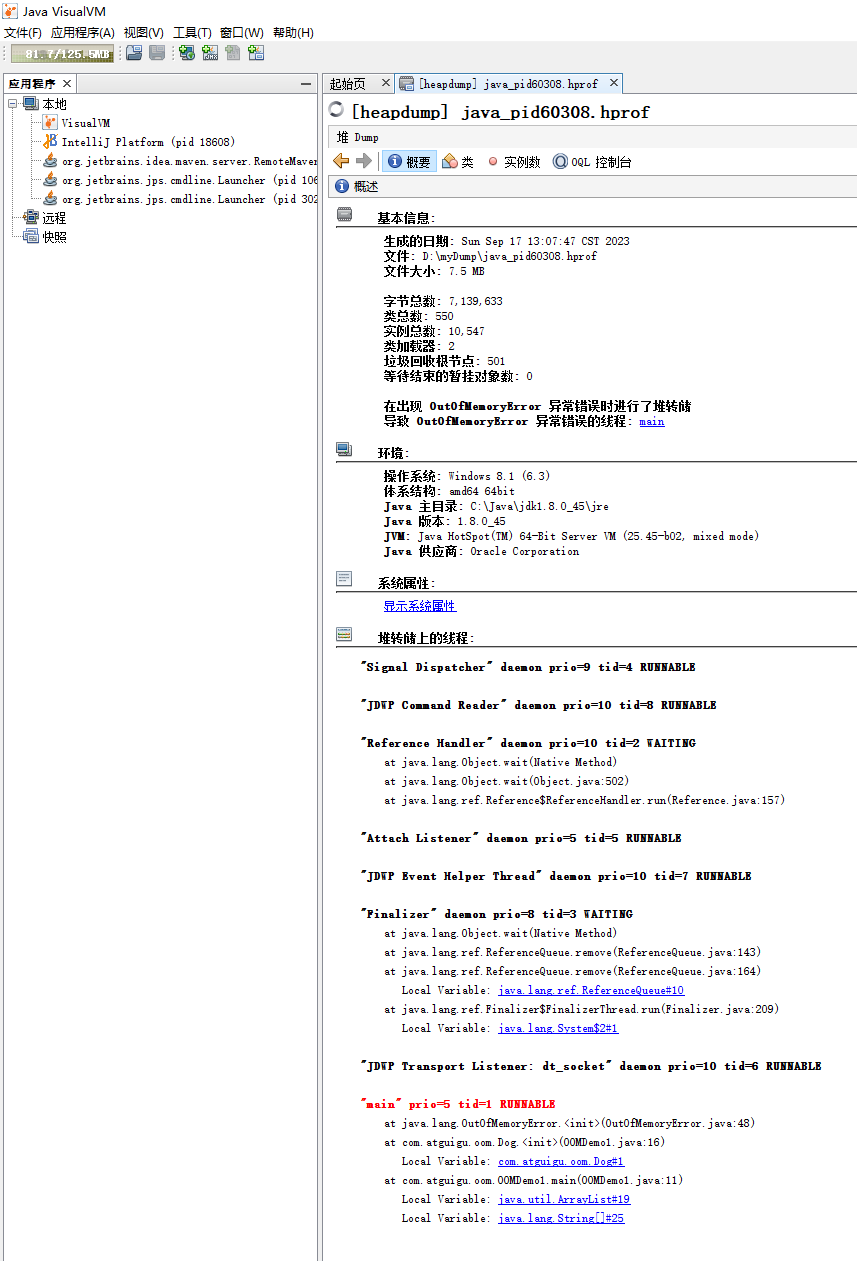 Java VisualVM
文件(F) 应用程序(A) 视图(V) 工具(T) 窗口(W) 帮助(H)
81.7/125.5MB
应用程序
本地
VisualVM
IntelliJ Platform (pid 18608)
org.jetbrains.idea.maven.server.RemoteMaven
org.jetbrains.jps.cmdline.Launcher (pid 106
org.jetbrains.jps.cmdline.Launcher (pid 302
远程
快照
起始页 [heapdump] java_pid60308.hprof
[heapdump] java_pid60308.hprof
堆 Dump
概要 类 实例数 OQL 控制台
概述
基本信息:
生成的日期: Sun Sep 17 13:07:47 CST 2023
文件: D:\myDump\java_pid60308.hprof
文件大小: 7.5 MB
字节总数: 7,139,633
类总数: 550
实例总数: 10,547
类加载器: 2
垃圾回收根节点: 501
等待结束的暂挂对象数: 0
在出现 OutOfMemoryError 异常错误时进行了堆转储
导致 OutOfMemoryError 异常错误的线程: main
环境:
操作系统: Windows 8.1 (6.3)
体系结构: amd64 64bit
Java 主目录: C:\Java\jdk1.8.0_45\jre
Java 版本: 1.8.0_45
JVM: Java HotSpot(TM) 64-Bit Server VM (25.45-b02, mixed mode)
Java 供应商: Oracle Corporation
系统属性:
显示系统属性
堆转储上的线程:
"Signal Dispatcher" daemon prio=9 tid=4 RUNNABLE
"JDWP Command Reader" daemon prio=10 tid=8 RUNNABLE
"Reference Handler" daemon prio=10 tid=2 WAITING
at java.lang.Object.wait(Native Method)
at java.lang.Object.wait(Object.java:502)
at java.lang.ref.Reference$ReferenceHandler.run(Reference.java:157)
"Attach Listener" daemon prio=5 tid=5 RUNNABLE
"JDWP Event Helper Thread" daemon prio=10 tid=7 RUNNABLE
"Finalizer" daemon prio=8 tid=3 WAITING
at java.lang.Object.wait(Native Method)
at java.lang.ref.ReferenceQueue.remove(ReferenceQueue.java:143)
at java.lang.ref.ReferenceQueue.remove(ReferenceQueue.java:164)
Local Variable: java.lang.ref.ReferenceQueue#10
at java.lang.ref.Finalizer$FinalizerThread.run(Finalizer.java:209)
Local Variable: java.lang.System$2#1
"JDWP Transport Listener: dt_socket" daemon prio=10 tid=6 RUNNABLE
"main" prio=5 tid=1 RUNNABLE
at java.lang.OutOfMemoryError.<init>(OutOfMemoryError.java:48)
at com.atguigu.oom.Dog.<init>(OOMDemo1.java:16)
Local Variable: com.atguigu.oom.Dog#1
at com.atguigu.oom.OOMDemo1.main(OOMDemo1.java:11)
Local Variable: java.util.ArrayList#19
Local Variable: java.lang.String[]#25